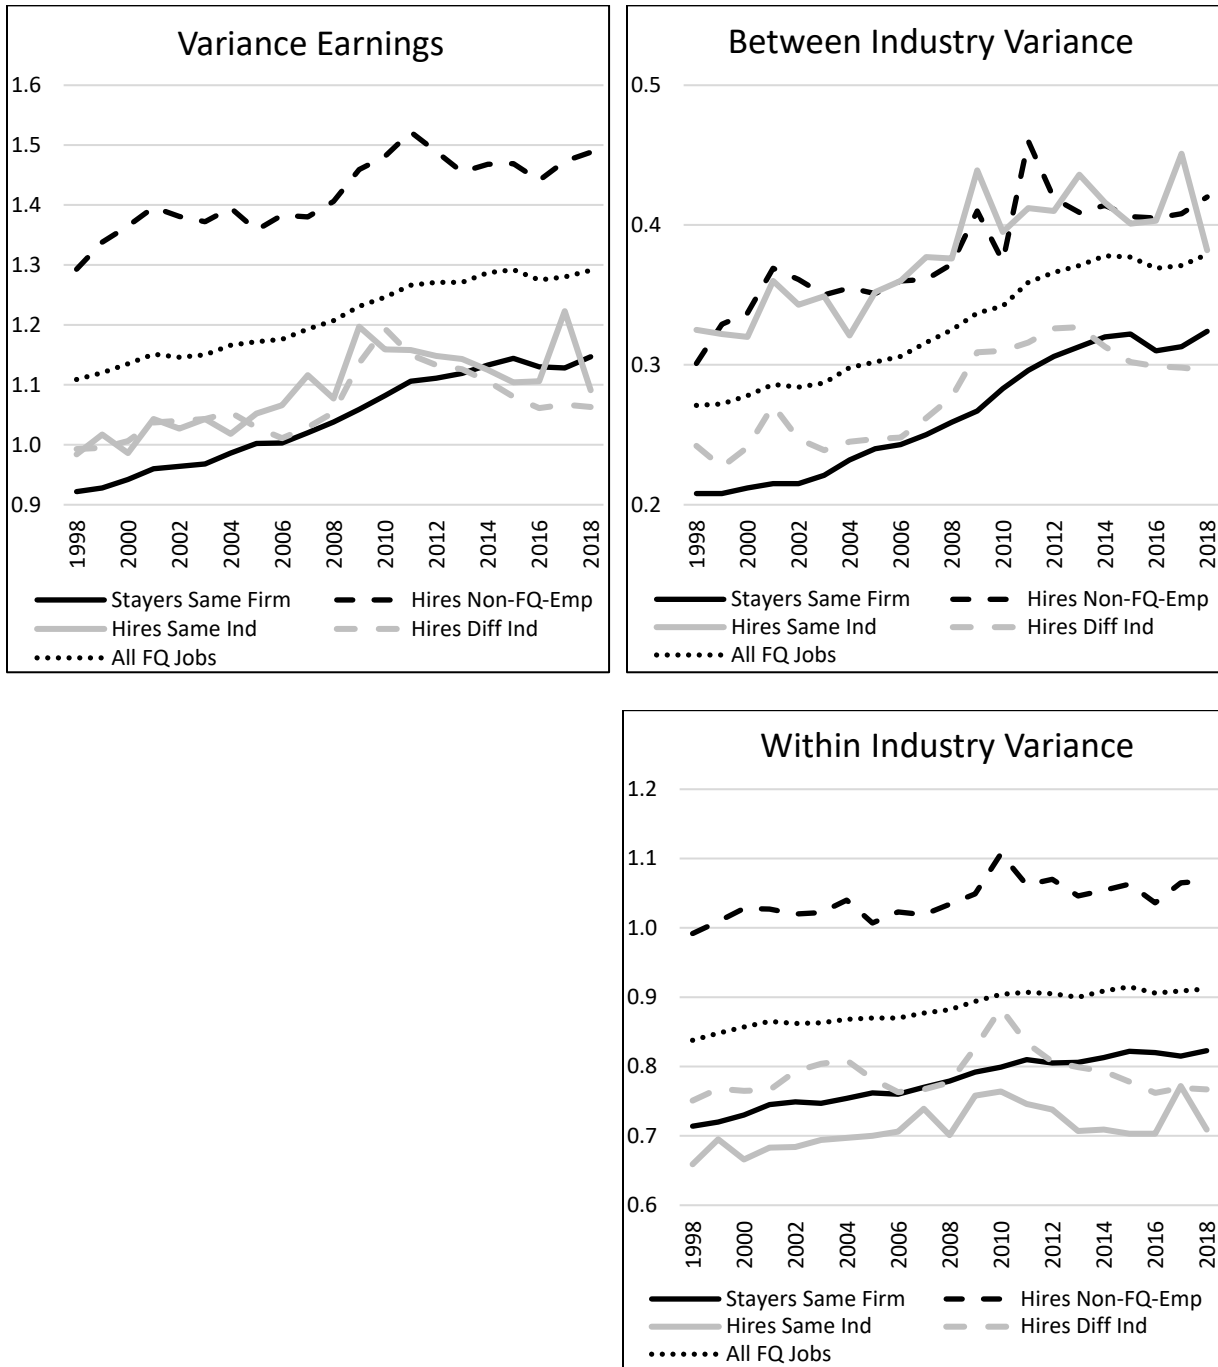 Variance Earnings
1.6
1.5
1.4
1.3
1.2
1.1
1.0
0.9
1998
2000
2002
2004
2006
2008
2010
2012
2014
2016
2018
Stayers Same Firm
Hires Non-FQ-Emp
Hires Same Ind
Hires Diff Ind
All FQ Jobs
Between Industry Variance
0.5
0.4
0.3
0.2
1998
2000
2002
2004
2006
2008
2010
2012
2014
2016
2018
Stayers Same Firm
Hires Non-FQ-Emp
Hires Same Ind
Hires Diff Ind
All FQ Jobs
Within Industry Variance
1.2
1.1
1.0
0.9
0.8
0.7
0.6
1998
2000
2002
2004
2006
2008
2010
2012
2014
2016
2018
Stayers Same Firm
Hires Non-FQ-Emp
Hires Same Ind
Hires Diff Ind
All FQ Jobs